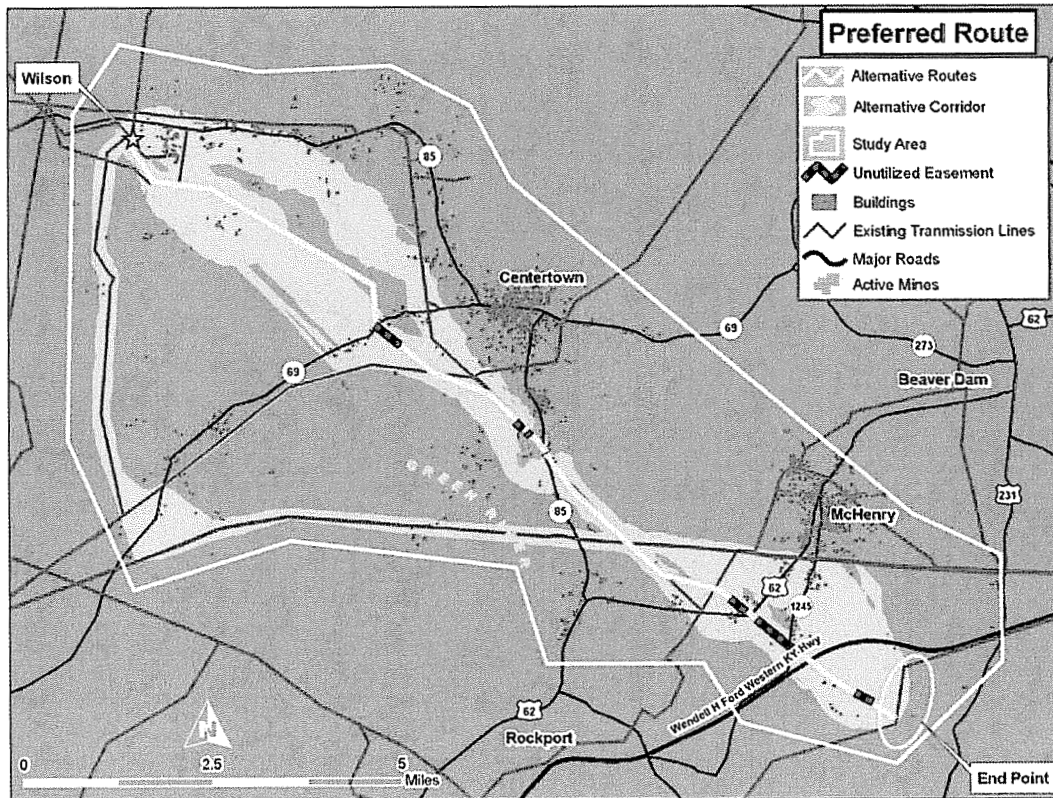 Preferred Route
Alternative Routes
Alternative Corridor
Study Area
Unutilized Easement
Buildings
Existing Tranmission Lines
Major Roads
Active Mines
Wilson
85
Centertown
69
62
273
Beaver Dam
69
231
GREEN RIVER
85
McHenry
62
1245
Wendell H Ford Western KY Hwy
62
Rockport
N
0 2.5 5
Miles
End Point